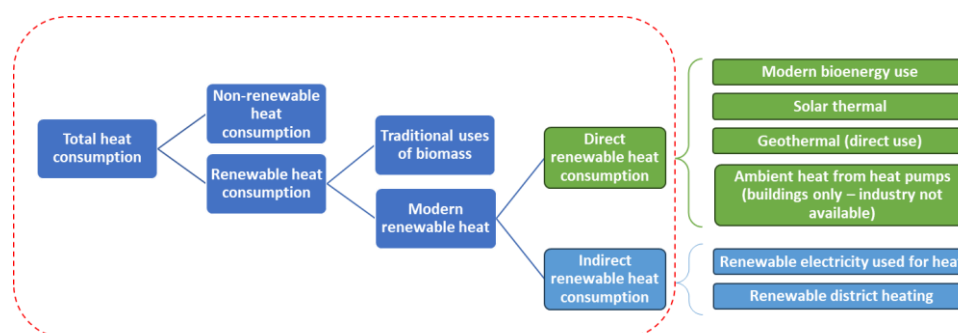 Total heat
consumption
Non-renewable
heat
consumption
Renewable heat
consumption
Traditional uses
of biomass
Modern
renewable heat
Direct
renewable heat
consumption
Indirect
renewable heat
consumption
Modern bioenergy use
Solar thermal
Geothermal (direct use)
Ambient heat from heat pumps
(buildings only – industry not
available)
Renewable electricity used for heat
Renewable district heating